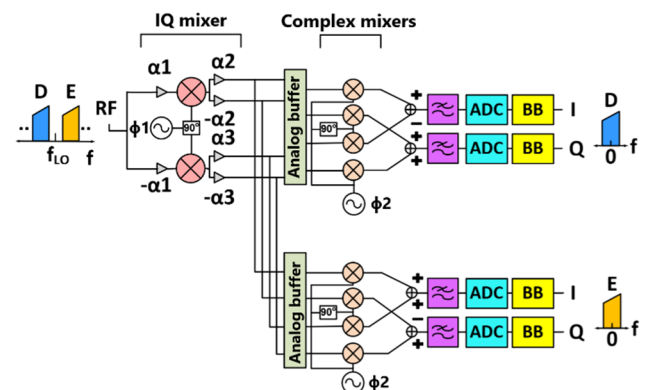 IQ mixer
Complex mixers
D E
f_LO f
RF
α1
-α1
ϕ1
90°
α2
-α2
α3
-α3
Analog buffer
90°
ϕ2
+
−
+
+
ADC BB I
ADC BB Q
D
0 f
Analog buffer
90°
ϕ2
+
+
−
+
ADC BB I
ADC BB Q
E
0 f